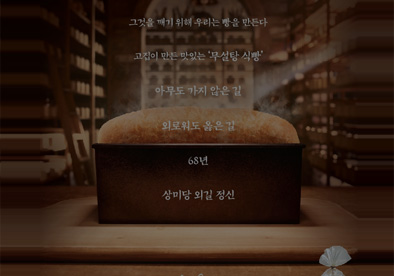 그것을 깨기 위해 우리는 빵을 만든다
고집이 만든 맛있는 '무설탕 식빵'
아무도 가지 않은 길
외로워도 옳은 길
68년
상미당 외길 정신